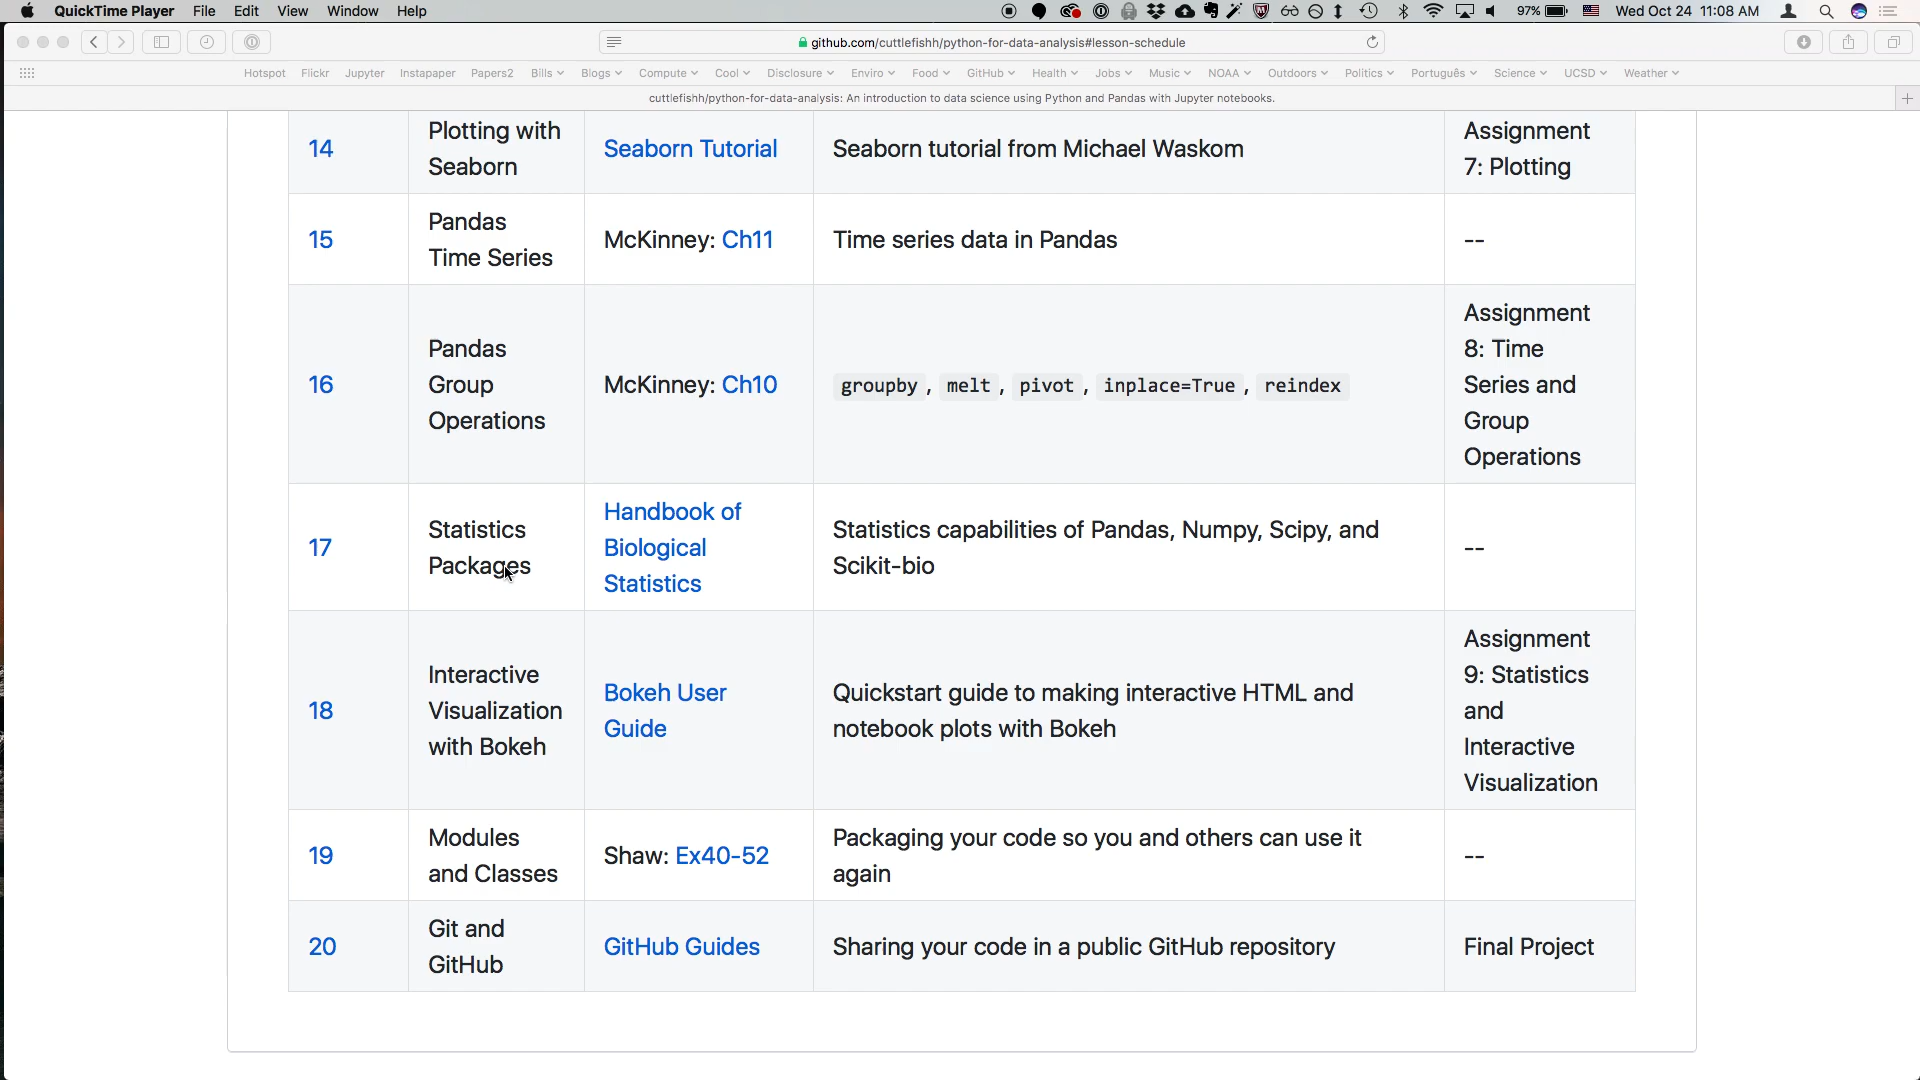 QuickTime Player File Edit View Window Help 97% Wed Oct 24 11:08 AM
github.com/cuttlefishh/python-for-data-analysis#lesson-schedule
Hotspot Flickr Jupyter Instapaper Papers2 Bills Blogs Compute Cool Disclosure Enviro Food GitHub Health Jobs Music NOAA Outdoors Politics Português Science UCSD Weather
cuttlefishh/python-for-data-analysis: An introduction to data science using Python and Pandas with Jupyter notebooks.
14
Plotting with
Seaborn
Seaborn Tutorial
Seaborn tutorial from Michael Waskom
Assignment
7: Plotting
15
Pandas
Time Series
McKinney: Ch11
Time series data in Pandas
--
16
Pandas
Group
Operations
McKinney: Ch10
groupby , melt , pivot , inplace=True , reindex
Assignment
8: Time
Series and
Group
Operations
17
Statistics
Packages
Handbook of
Biological
Statistics
Statistics capabilities of Pandas, Numpy, Scipy, and
Scikit-bio
--
18
Interactive
Visualization
with Bokeh
Bokeh User
Guide
Quickstart guide to making interactive HTML and
notebook plots with Bokeh
Assignment
9: Statistics
and
Interactive
Visualization
19
Modules
and Classes
Shaw: Ex40-52
Packaging your code so you and others can use it
again
--
20
Git and
GitHub
GitHub Guides
Sharing your code in a public GitHub repository
Final Project